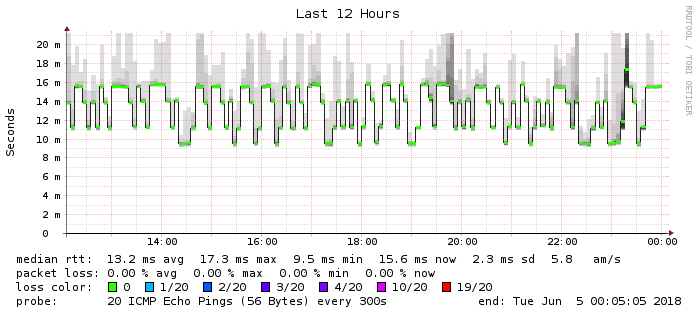 Last 12 Hours
RRDTOOL / TOBI OETIKER
Seconds
20 m
18 m
16 m
14 m
12 m
10 m
8 m
6 m
4 m
2 m
0
14:00 16:00 18:00 20:00 22:00 00:00
median rtt: 13.2 ms avg 17.3 ms max 9.5 ms min 15.6 ms now 2.3 ms sd 5.8 am/s
packet loss: 0.00 % avg 0.00 % max 0.00 % min 0.00 % now
loss color: 0 1/20 2/20 3/20 4/20 10/20 19/20
probe: 20 ICMP Echo Pings (56 Bytes) every 300s end: Tue Jun 5 00:05:05 2018